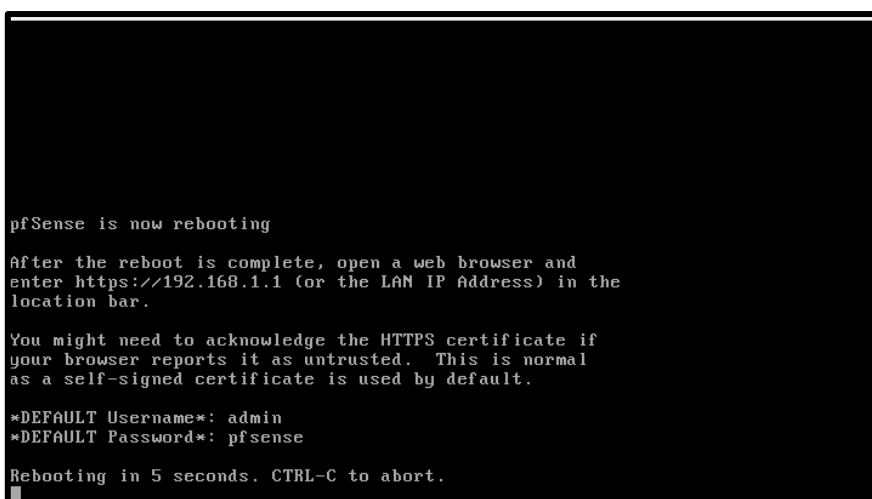 pfSense is now rebooting
After the reboot is complete, open a web browser and
enter https://192.168.1.1 (or the LAN IP Address) in the
location bar.
You might need to acknowledge the HTTPS certificate if
your browser reports it as untrusted.  This is normal
as a self-signed certificate is used by default.
*DEFAULT Username*: admin
*DEFAULT Password*: pfsense
Rebooting in 5 seconds. CTRL-C to abort.